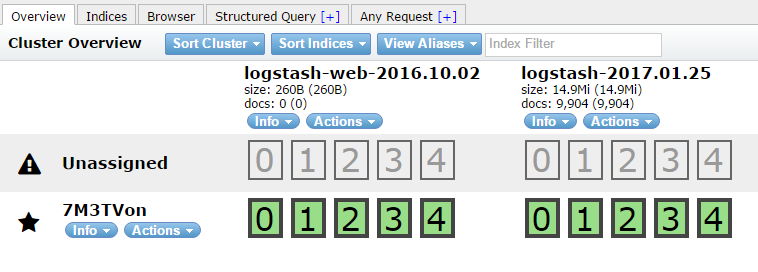 Overview Indices Browser Structured Query [+] Any Request [+]
Cluster Overview Sort Cluster Sort Indices View Aliases Index Filter
logstash-web-2016.10.02 logstash-2017.01.25
size: 260B (260B) size: 14.9Mi (14.9Mi)
docs: 0 (0) docs: 9,904 (9,904)
Info Actions Info Actions
Unassigned 0 1 2 3 4 0 1 2 3 4
7M3TVon 0 1 2 3 4 0 1 2 3 4
Info Actions